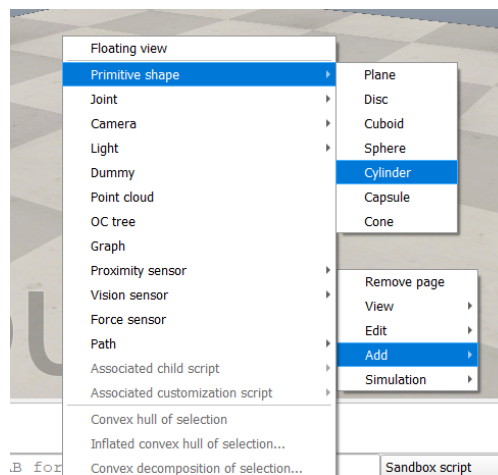 Floating view
Primitive shape
Joint
Camera
Light
Dummy
Point cloud
OC tree
Graph
Proximity sensor
Vision sensor
Force sensor
Path
Associated child script
Associated customization script
Convex hull of selection
Inflated convex hull of selection...
Convex decomposition of selection...
Plane
Disc
Cuboid
Sphere
Cylinder
Capsule
Cone
Remove page
View
Edit
Add
Simulation
AB for
Sandbox script